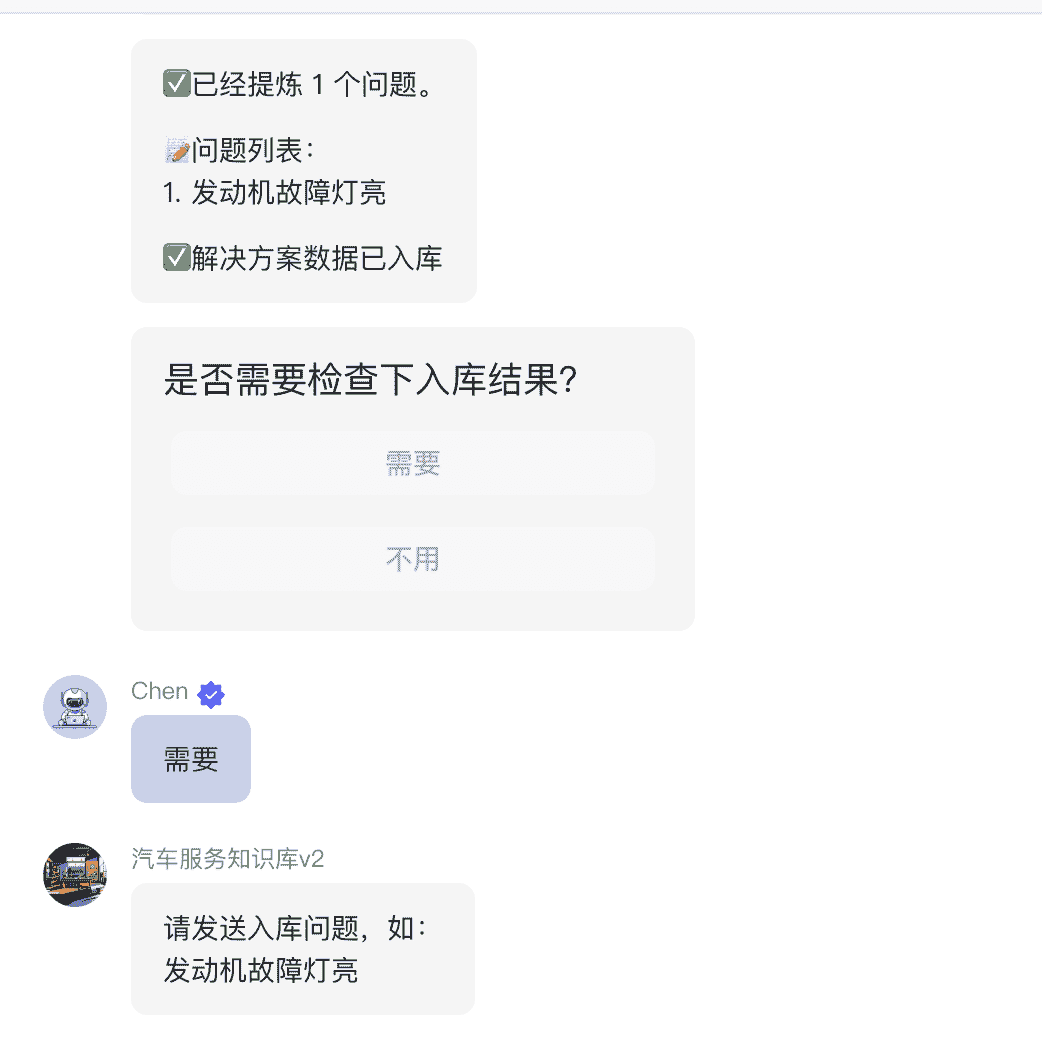 ✅已经提炼 1 个问题。
📝问题列表：
1. 发动机故障灯亮
✅解决方案数据已入库
是否需要检查下入库结果？
需要
不用
Chen
需要
汽车服务知识库v2
请发送入库问题，如：
发动机故障灯亮